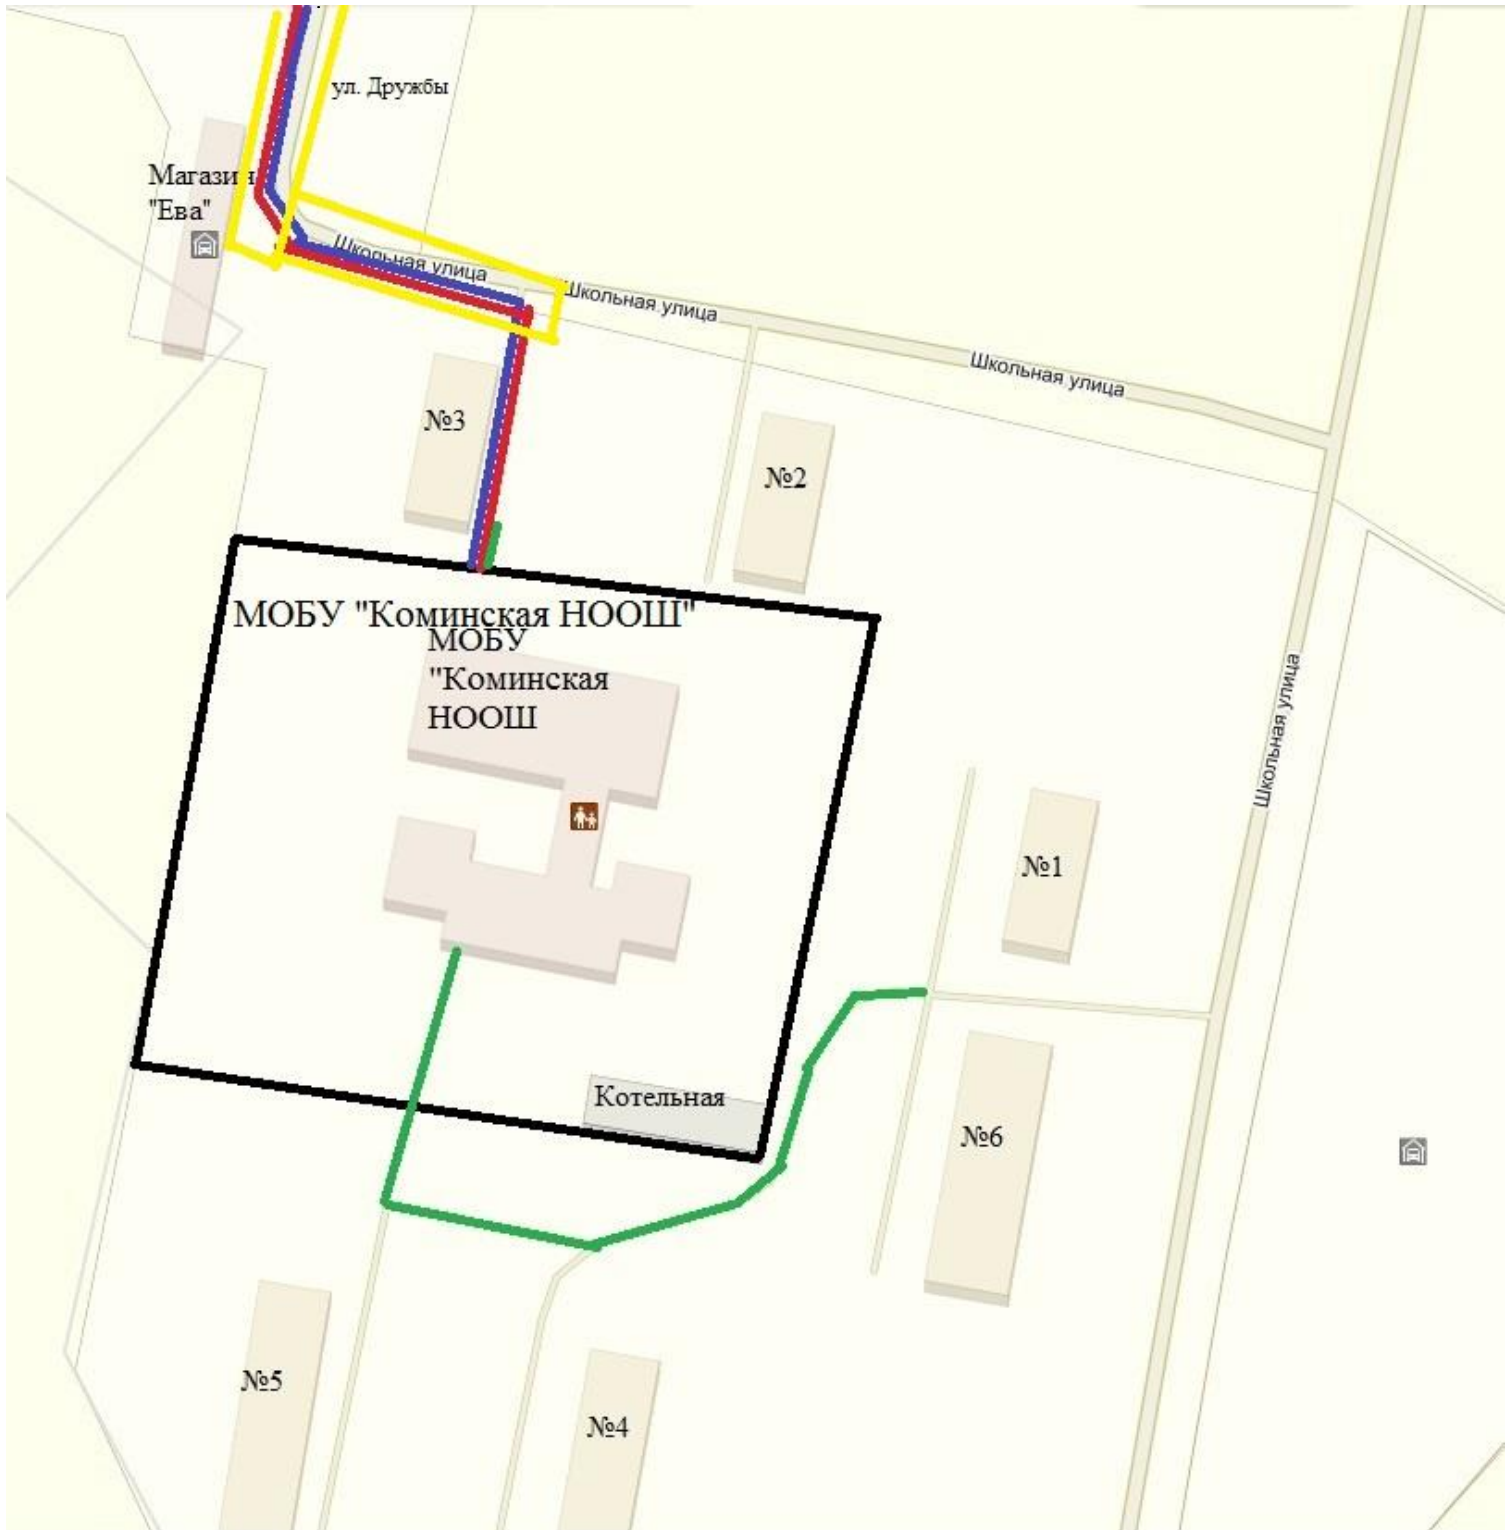 ул. Дружбы
Магазин
"Ева"
Школьная улица
Школьная улица
Школьная улица
№3
№2
МОБУ "Коминская НООШ"
МОБУ
"Коминская
НООШ
Школьная улица
№1
Котельная
№6
№5
№4